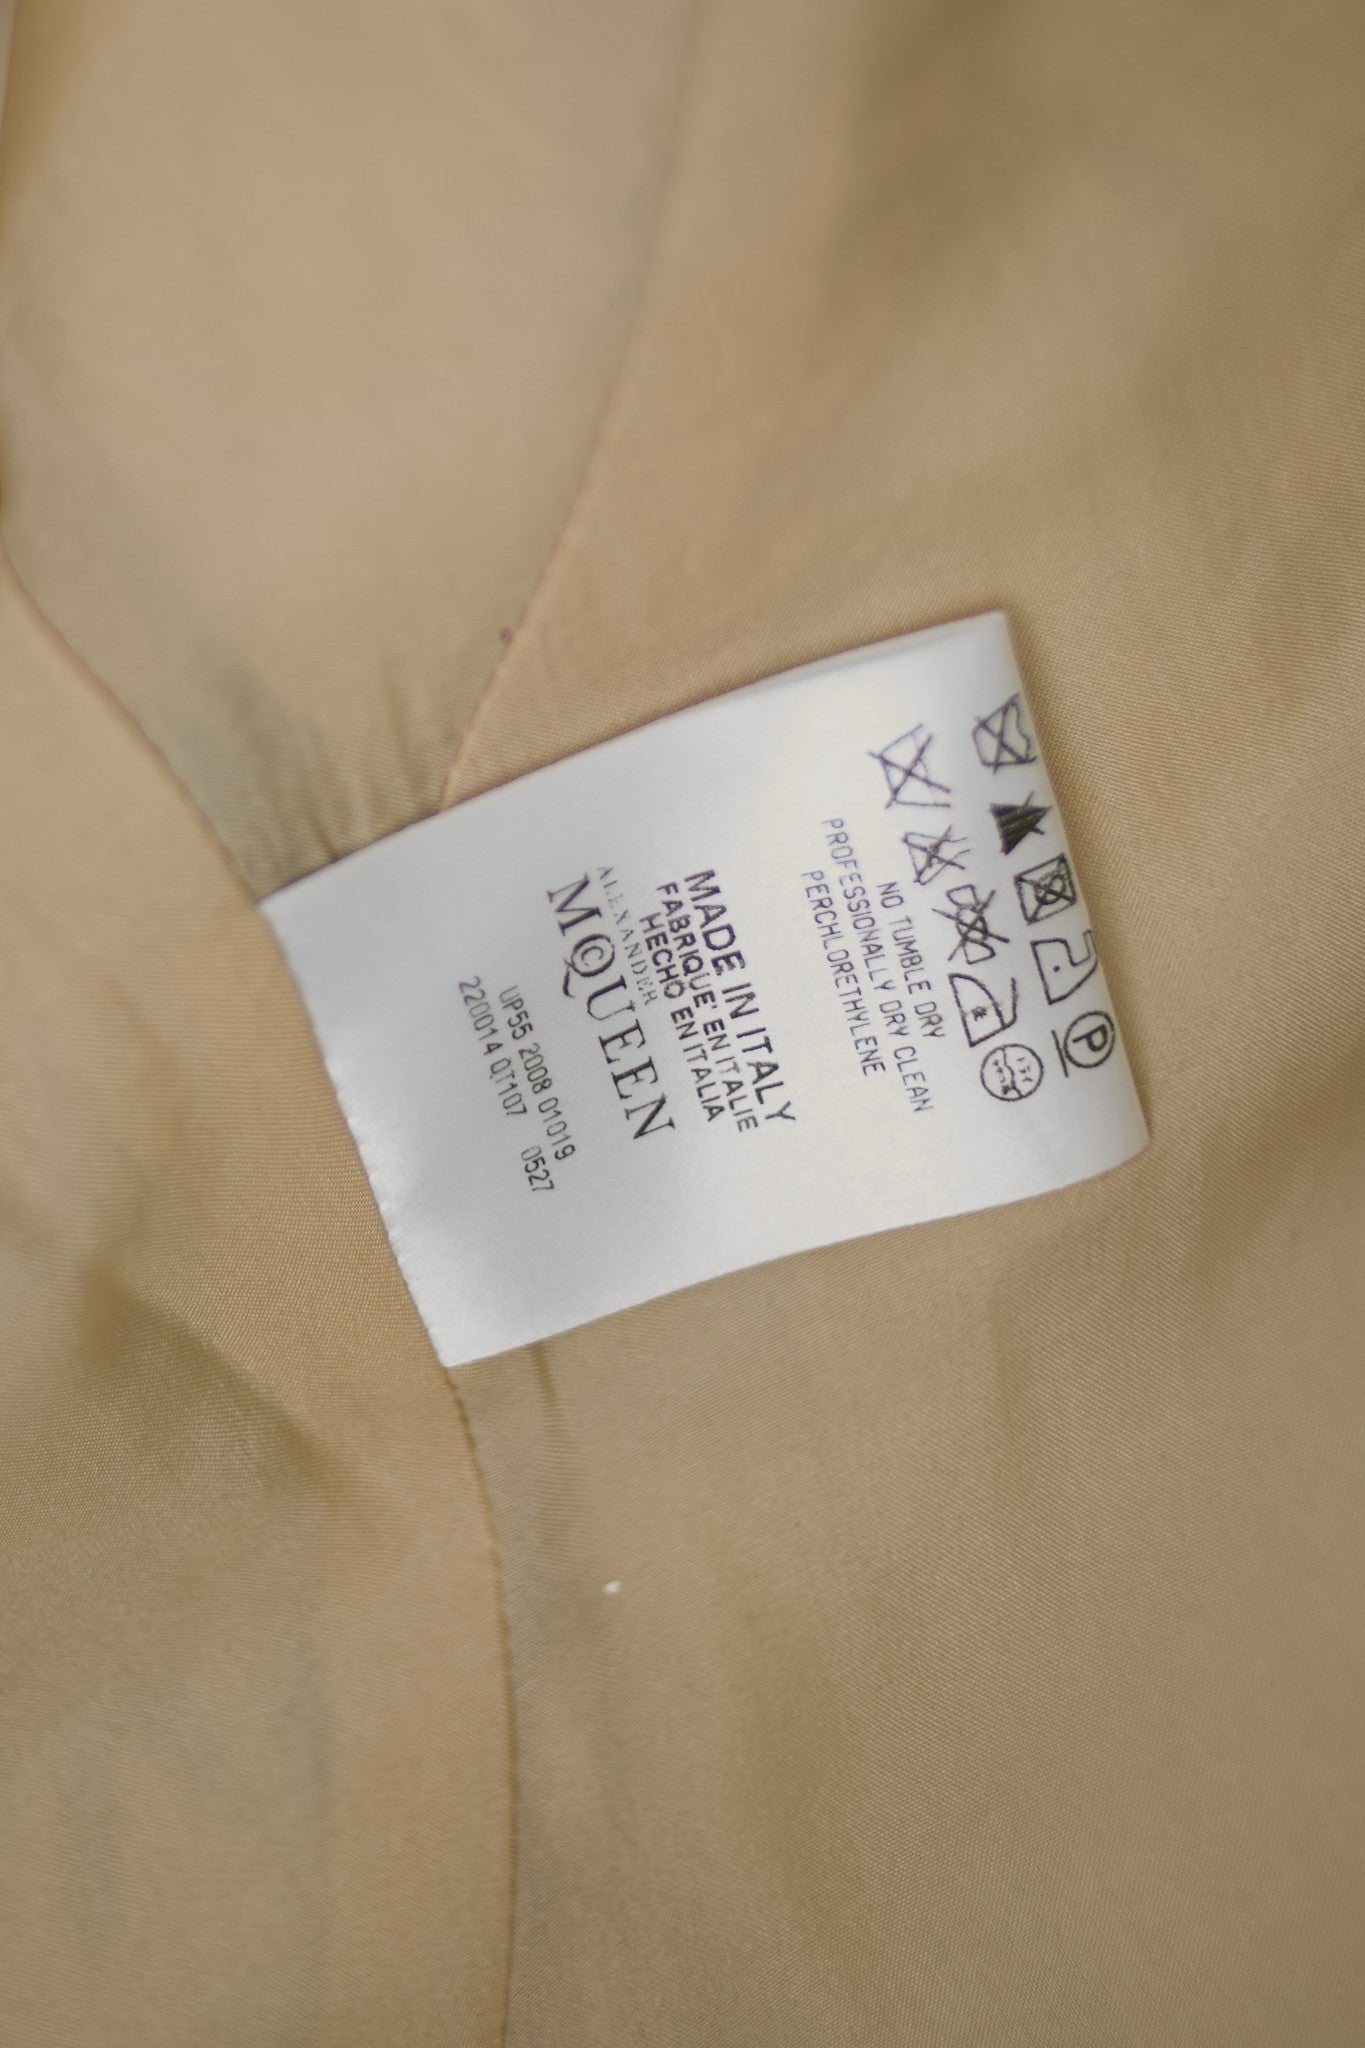 NO TUMBLE DRY
PROFESSIONALLY DRY CLEAN
PERCHLORETHYLENE
MADE IN ITALY
FABRIQUE' EN ITALIE
HECHO EN ITALIA
ALEXANDER
McQUEEN
UP55 2008 01019
220014 QT107 0527
P